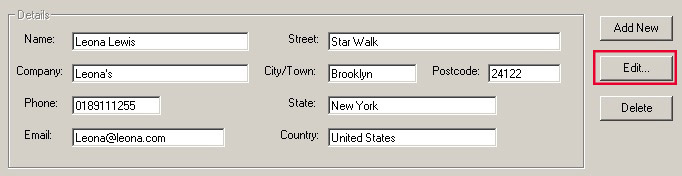 Details
Name: Leona Lewis Street: Star Walk Add New
Company: Leona's City/Town: Brooklyn Postcode: 24122 Edit...
Phone: 0189111255 State: New York Delete
Email: Leona@leona.com Country: United States